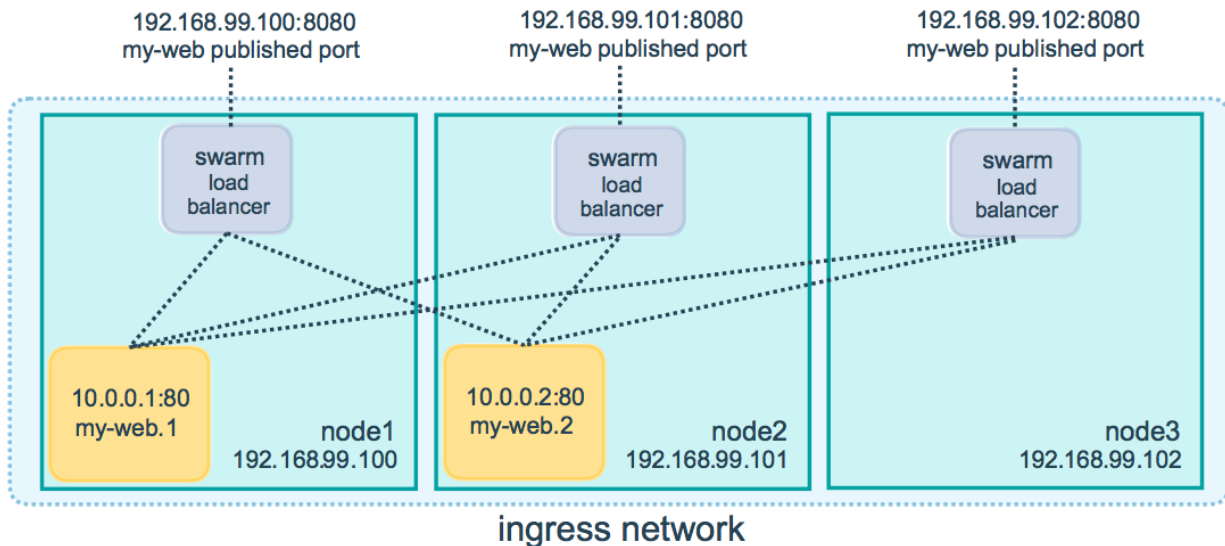 192.168.99.100:8080
my-web published port
192.168.99.101:8080
my-web published port
192.168.99.102:8080
my-web published port
swarm
load
balancer
swarm
load
balancer
swarm
load
balancer
10.0.0.1:80
my-web.1
node1
192.168.99.100
10.0.0.2:80
my-web.2
node2
192.168.99.101
node3
192.168.99.102
ingress network